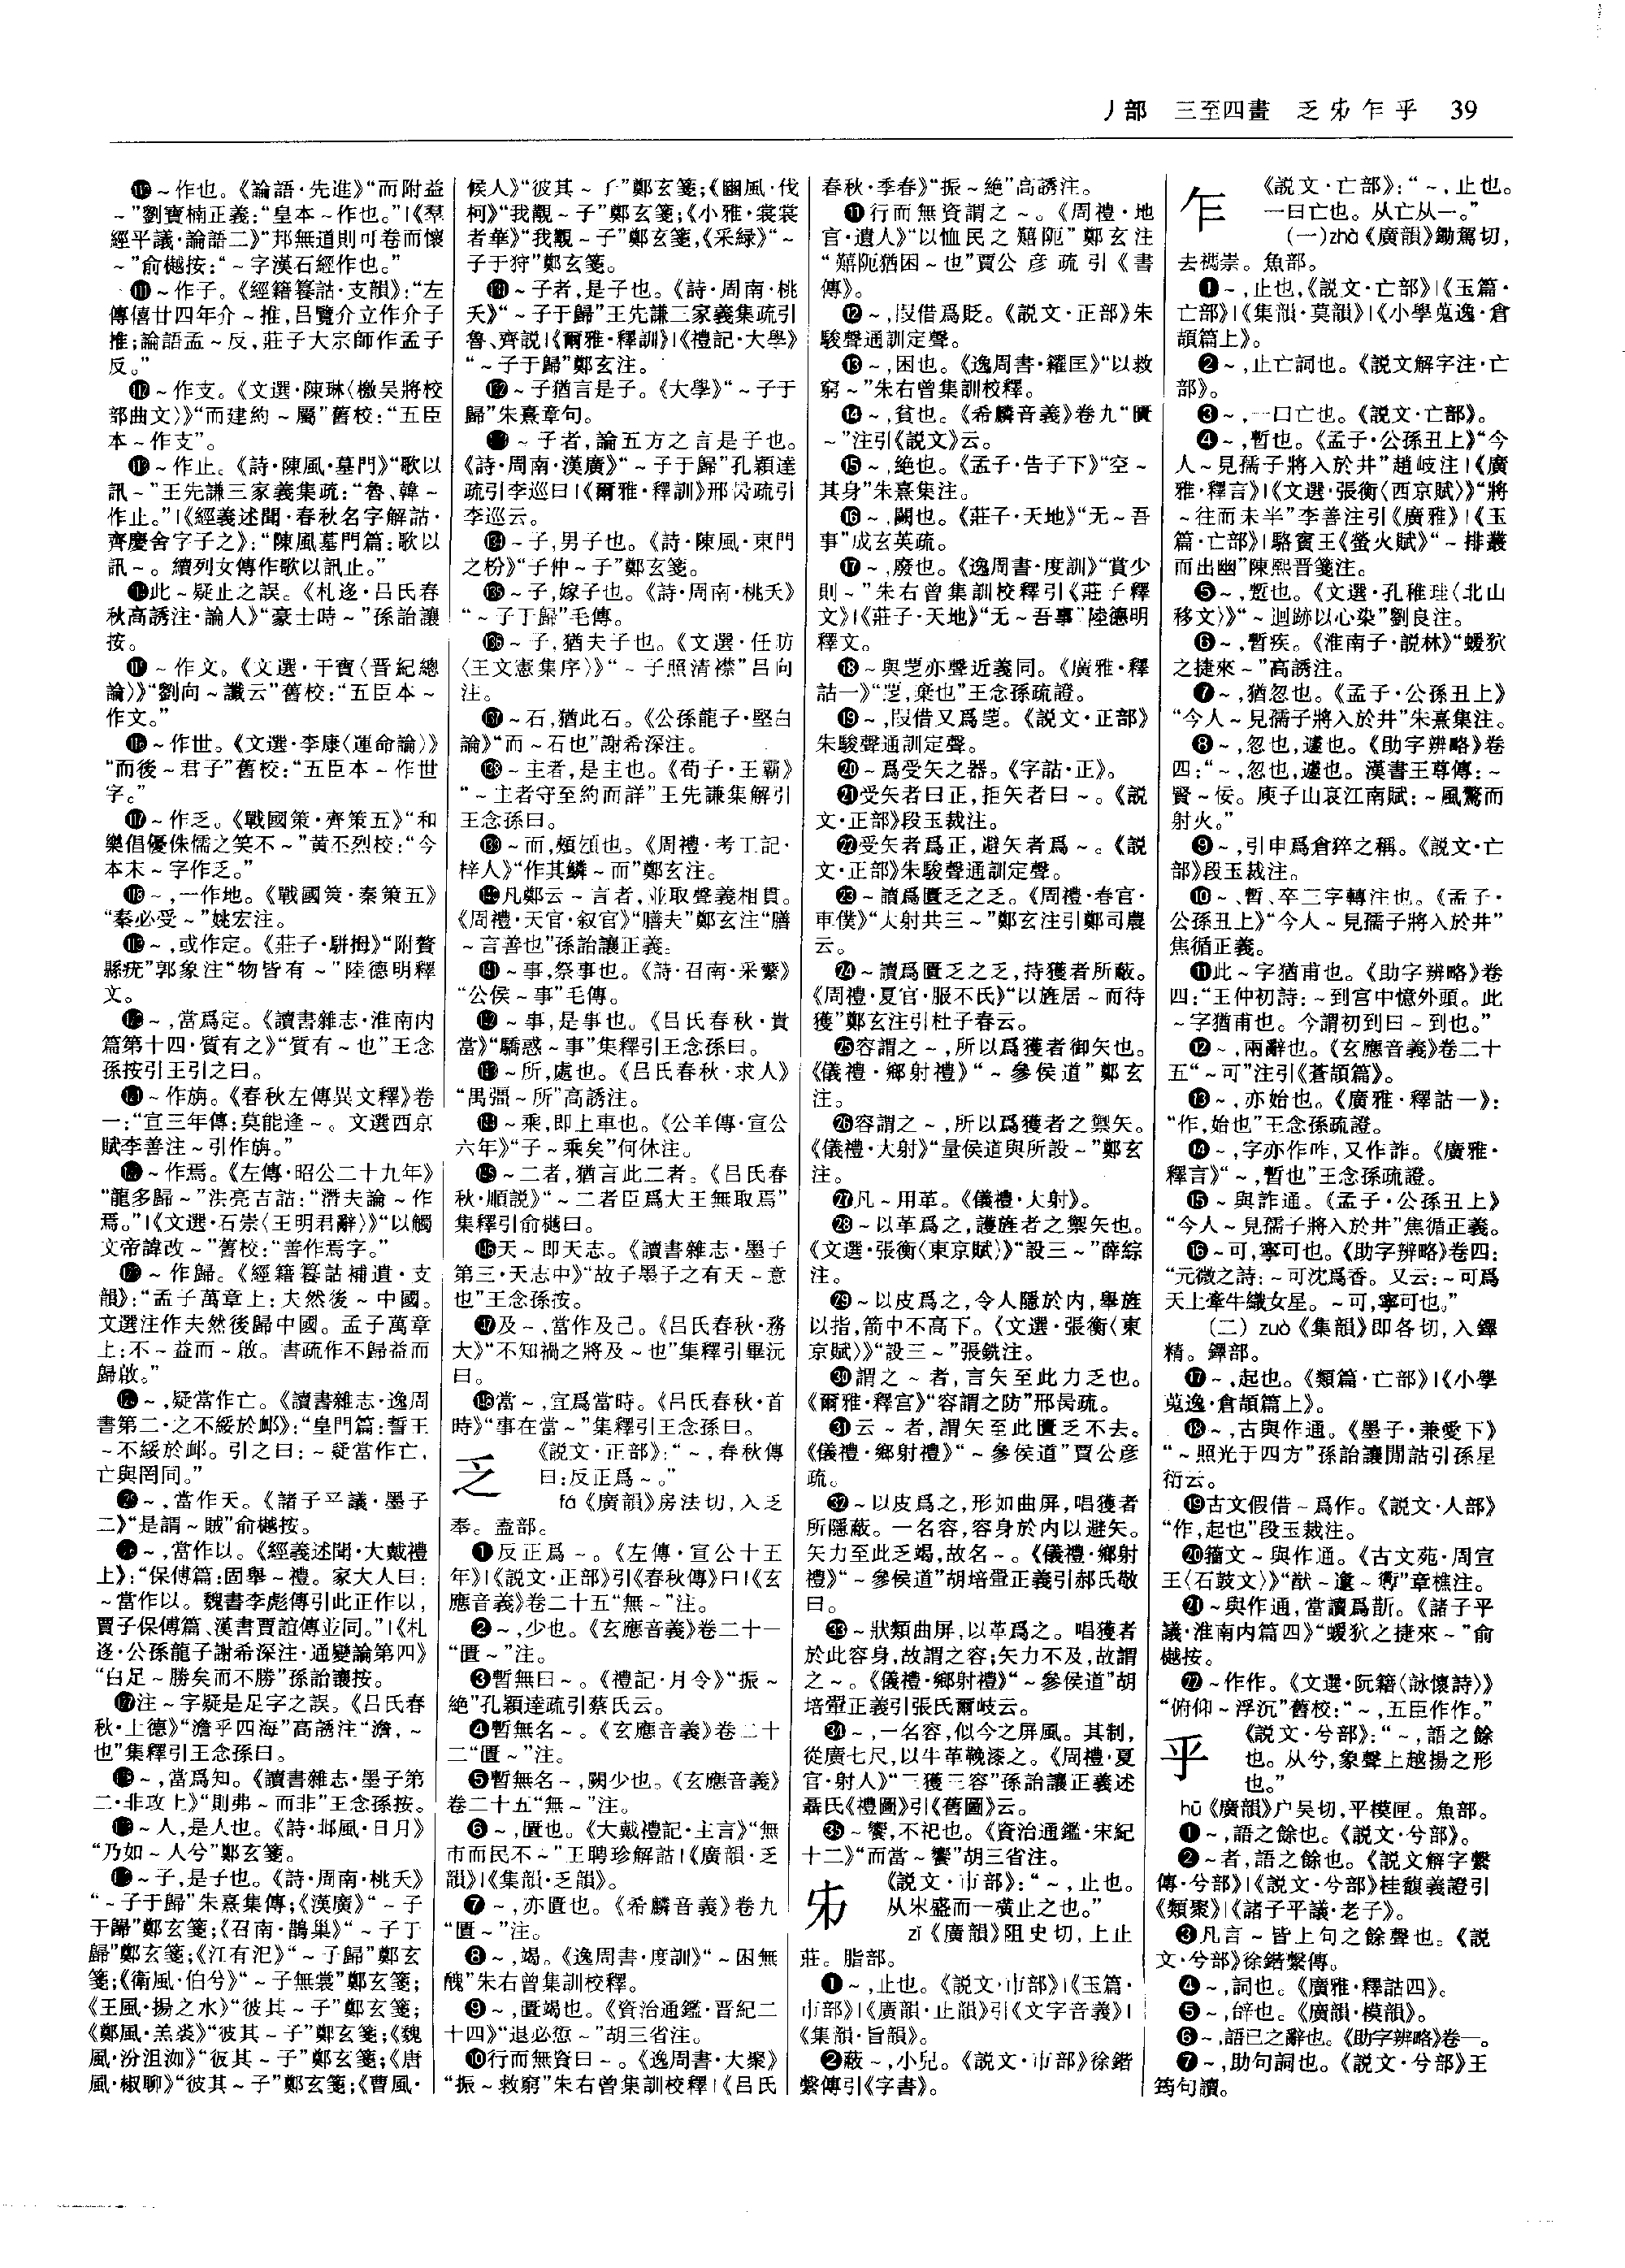 丿部　三至四畫　乏𠂔乍乎　39
～作也。《論語·先進》“而附益
～”劉寶楠正義：“皇本～作也。”|《羣
經平議·論語二》“邦無道則可卷而懷
～”俞樾按：“～字漢石經作也。”
～作子。《經籍籑詁·支韻》：“左
傳僖廿四年介～推，吕覽介立作介子
推；論語孟～反，莊子大宗師作孟子
反。”
～作支。《文選·陳琳〈檄吴將校
部曲文〉》“而建約～屬”舊校：“五臣
本～作支”。
～作止。《詩·陳風·墓門》“歌以
訊～”王先謙三家義集疏：“魯、韓～
作止。”|《經義述聞·春秋名字解詁·
齊慶舍字子之》：“陳風墓門篇：歌以
訊～。續列女傳作歌以訊止。”
此～疑止之誤。《札迻·吕氏春
秋高誘注·論人》“豪士時～”孫詒讓
按。
～作文。《文選·干寶〈晉紀總
論〉》“劉向～讖云”舊校：“五臣本～
作文。”
～作世。《文選·李康〈運命論〉》
“而後～君子”舊校：“五臣本～作世
字。”
～作乏。《戰國策·齊策五》“和
樂倡優侏儒之笑不～”黄丕烈校：“今
本末～字作乏。”
～，一作地。《戰國策·秦策五》
“秦必受～”姚宏注。
～，或作定。《莊子·駢拇》“附贅
縣疣”郭象注“物皆有～”陸德明釋
文。
～，當爲定。《讀書雜志·淮南内
篇第十四·質有之》“質有～也”王念
孫按引王引之曰。
～作旃。《春秋左傳異文釋》卷
一：“宣三年傳：莫能逢～。文選西京
賦李善注～引作旃。”
～作焉。《左傳·昭公二十九年》
“龍多歸～”洪亮吉詁：“潛夫論～作
焉。”|《文選·石崇〈王明君辭〉》“以觸
文帝諱改～”舊校：“善作焉字。”
～作歸。《經籍籑詁補遺·支
韻》：“孟子萬章上：夫然後～中國。
文選注作夫然後歸中國。孟子萬章
上：不～益而～啟。書疏作不歸益而
歸啟。”
～，疑當作亡。《讀書雜志·逸周
書第二·之不綏於卹》：“皇門篇：誓王
～不綏於卹。引之曰：～疑當作亡，
亡與罔同。”
～，當作天。《諸子平議·墨子
二》“是謂～賊”俞樾按。
～，當作以。《經義述聞·大戴禮
上》：“保傅篇：固舉～禮。家大人曰：
～當作以。魏書李彪傳引此正作以，
賈子保傅篇、漢書賈誼傳並同。”|《札
迻·公孫龍子謝希深注·通變論第四》
“白足～勝矣而不勝”孫詒讓按。
注～字疑是足字之誤。《吕氏春
秋·上德》“澹乎四海”高誘注“澹，～
也”集釋引王念孫曰。
～，當爲知。《讀書雜志·墨子第
二·非攻上》“則弗～而非”王念孫按。
～人，是人也。《詩·邶風·日月》
“乃如～人兮”鄭玄箋。
～子，是子也。《詩·周南·桃夭》
“～子于歸”朱熹集傳；《漢廣》“～子
于歸”鄭玄箋；《召南·鵲巢》“～子于
歸”鄭玄箋；《江有汜》“～子歸”鄭玄
箋；《衛風·伯兮》“～子無裳”鄭玄箋；
《王風·揚之水》“彼其～子”鄭玄箋；
《鄭風·羔裘》“彼其～子”鄭玄箋；《魏
風·汾沮洳》“彼其～子”鄭玄箋；《唐
風·椒聊》“彼其～子”鄭玄箋；《曹風·
候人》“彼其～子”鄭玄箋；《豳風·伐
柯》“我覯～子”鄭玄箋；《小雅·裳裳
者華》“我覯～子”鄭玄箋，《采緑》“～
子于狩”鄭玄箋。
～子者，是子也。《詩·周南·桃
夭》“～子于歸”王先謙三家義集疏引
魯、齊説|《爾雅·釋訓》|《禮記·大學》
“～子于歸”鄭玄注。
～子猶言是子。《大學》“～子于
歸”朱熹章句。
～子者，論五方之言是子也。
《詩·周南·漢廣》“～子于歸”孔穎達
疏引李巡曰|《爾雅·釋訓》邢昺疏引
李巡云。
～子，男子也。《詩·陳風·東門
之枌》“子仲～子”鄭玄箋。
～子，嫁子也。《詩·周南·桃夭》
“～子于歸”毛傳。
～子，猶夫子也。《文選·任昉
〈王文憲集序〉》“～子照清襟”吕向
注。
～石，猶此石。《公孫龍子·堅白
論》“而～石也”謝希深注。
～主者，是主也。《荀子·王霸》
“～主者守至約而詳”王先謙集解引
王念孫曰。
～而，頰頷也。《周禮·考工記·
梓人》“作其鱗～而”鄭玄注。
凡鄭云～言者，並取聲義相貫。
《周禮·天官·叙官》“膳夫”鄭玄注“膳
～言善也”孫詒讓正義。
～事，祭事也。《詩·召南·采蘩》
“公侯～事”毛傳。
～事，是事也。《吕氏春秋·貴
當》“驕惑～事”集釋引王念孫曰。
～所，處也。《吕氏春秋·求人》
“禺彊～所”高誘注。
～乘，即上車也。《公羊傳·宣公
六年》“子～乘矣”何休注。
～二者，猶言此二者。《吕氏春
秋·順説》“～二者臣爲大王無取焉”
集釋引俞樾曰。
天～即天志。《讀書雜志·墨子
第三·天志中》“故子墨子之有天～意
也”王念孫按。
及～，當作及己。《吕氏春秋·務
大》“不知禍之將及～也”集釋引畢沅
曰。
當～，宜爲當時。《吕氏春秋·首
時》“事在當～”集釋引王念孫曰。
乏　《説文·正部》：“～，春秋傳
曰：反正爲～。”
fá《廣韻》房法切，入乏
奉。盍部。
❶反正爲～。《左傳·宣公十五
年》|《説文·正部》引《春秋傳》曰|《玄
應音義》卷二十五“無～”注。
❷～，少也。《玄應音義》卷二十一
“匱～”注。
❸暫無曰～。《禮記·月令》“振～
絶”孔穎達疏引蔡氏云。
❹暫無名～。《玄應音義》卷二十
二“匱～”注。
❺暫無名～，闕少也。《玄應音義》
卷二十五“無～”注。
❻～，匱也。《大戴禮記·主言》“無
市而民不～”王聘珍解詁|《廣韻·乏
韻》|《集韻·乏韻》。
❼～，亦匱也。《希麟音義》卷九
“匱～”注。
❽～，竭。《逸周書·度訓》“～困無
醜”朱右曾集訓校釋。
❾～，匱竭也。《資治通鑑·晉紀二
十四》“退必愆～”胡三省注。
❿行而無資曰～。《逸周書·大聚》
“振～救窮”朱右曾集訓校釋|《吕氏
春秋·季春》“振～絶”高誘注。
⓫行而無資謂之～。《周禮·地
官·遺人》“以恤民之囏阨”鄭玄注
“囏阨猶困～也”賈公彦疏引《書
傳》。
⓬～，叚借爲貶。《説文·正部》朱
駿聲通訓定聲。
⓭～，困也。《逸周書·糴匡》“以救
窮～”朱右曾集訓校釋。
⓮～，貧也。《希麟音義》卷九“匱
～”注引《説文》云。
⓯～，絶也。《孟子·告子下》“空～
其身”朱熹集注。
⓰～，闕也。《莊子·天地》“无～吾
事”成玄英疏。
⓱～，廢也。《逸周書·度訓》“賞少
則～”朱右曾集訓校釋引《莊子釋
文》|《莊子·天地》“无～吾事”陸德明
釋文。
⓲～與覂亦聲近義同。《廣雅·釋
詁一》“覂，棄也”王念孫疏證。
⓳～，叚借又爲覂。《説文·正部》
朱駿聲通訓定聲。
⓴～爲受矢之器。《字詁·正》。
㉑受矢者曰正，拒矢者曰～。《説
文·正部》段玉裁注。
㉒受矢者爲正，避矢者爲～。《説
文·正部》朱駿聲通訓定聲。
㉓～讀爲匱乏之乏。《周禮·春官·
車僕》“大射共三～”鄭玄注引鄭司農
云。
㉔～讀爲匱乏之乏，持獲者所蔽。
《周禮·夏官·服不氏》“以旌居～而待
獲”鄭玄注引杜子春云。
㉕容謂之～，所以爲獲者御矢也。
《儀禮·鄉射禮》“～參侯道”鄭玄
注。
㉖容謂之～，所以爲獲者之禦矢。
《儀禮·大射》“量侯道與所設～”鄭玄
注。
㉗凡～用革。《儀禮·大射》。
㉘～以革爲之，護旌者之禦矢也。
《文選·張衡〈東京賦〉》“設三～”薛綜
注。
㉙～以皮爲之，令人隱於内，舉旌
以指，箭中不高下。《文選·張衡〈東
京賦〉》“設三～”張銑注。
㉚謂之～者，言矢至此力乏也。
《爾雅·釋宫》“容謂之防”邢昺疏。
㉛云～者，謂矢至此匱乏不去。
《儀禮·鄉射禮》“～參侯道”賈公彦
疏。
㉜～以皮爲之，形如曲屏，唱獲者
所隱蔽。一名容，容身於内以避矢。
矢力至此乏竭，故名～。《儀禮·鄉射
禮》“～參侯道”胡培翬正義引郝氏敬
曰。
㉝～狀類曲屏，以革爲之。唱獲者
於此容身，故謂之容；矢力不及，故謂
之～。《儀禮·鄉射禮》“～參侯道”胡
培翬正義引張氏爾岐云。
㉞～，一名容，似今之屏風。其制，
從廣七尺，以牛革鞔漆之。《周禮·夏
官·射人》“三獲三容”孫詒讓正義述
聶氏《禮圖》引《舊圖》云。
㉟～饗，不祀也。《資治通鑑·宋紀
十二》“而當～饗”胡三省注。
𠂔　《説文·巿部》：“～，止也。
从巿盛而一橫止之也。”
zǐ《廣韻》阻史切，上止
莊。脂部。
❶～，止也。《説文·巿部》|《玉篇·
巿部》|《廣韻·止韻》引《文字音義》|
《集韻·旨韻》。
❷蔽～，小皃。《説文·巿部》徐鍇
繫傳引《字書》。
乍　《説文·亡部》：“～，止也。
一曰亡也。从亡从一。”
（一）zhà《廣韻》鋤駕切，
去禡崇。魚部。
❶～，止也，《説文·亡部》|《玉篇·
亡部》|《集韻·莫韻》|《小學蒐逸·倉
頡篇上》。
❷～，止亡詞也。《説文解字注·亡
部》。
❸～，一曰亡也。《説文·亡部》。
❹～，暫也。《孟子·公孫丑上》“今
人～見孺子將入於井”趙岐注|《廣
雅·釋言》|《文選·張衡〈西京賦〉》“將
～往而未半”李善注引《廣雅》|《玉
篇·亡部》|駱賓王《螢火賦》“～排叢
而出幽”陳熙晉箋注。
❺～，蹔也。《文選·孔稚珪〈北山
移文〉》“～迴跡以心染”劉良注。
❻～，暫疾。《淮南子·説林》“蝯狖
之捷來～”高誘注。
❼～，猶忽也。《孟子·公孫丑上》
“今人～見孺子將入於井”朱熹集注。
❽～，忽也，遽也。《助字辨略》卷
四：“～，忽也，遽也。漢書王尊傳：～
賢～佞。庾子山哀江南賦：～風驚而
射火。”
❾～，引申爲倉猝之稱。《説文·亡
部》段玉裁注。
❿～、暫、卒二字轉注也。《孟子·
公孫丑上》“今人～見孺子將入於井”
焦循正義。
⓫此～字猶甫也。《助字辨略》卷
四：“王仲初詩：～到宫中憶外頭。此
～字猶甫也。今謂初到曰～到也。”
⓬～，兩辭也。《玄應音義》卷二十
五“～可”注引《蒼頡篇》。
⓭～，亦始也。《廣雅·釋詁一》：
“作，始也”王念孫疏證。
⓮～，字亦作咋，又作詐。《廣雅·
釋言》“～，暫也”王念孫疏證。
⓯～與詐通。《孟子·公孫丑上》
“今人～見孺子將入於井”焦循正義。
⓰～可，寧可也。《助字辨略》卷四：
“元微之詩：～可沈爲香。又云：～可爲
天上牽牛織女星。～可，寧可也。”
（二）zuò《集韻》即各切，入鐸
精。鐸部。
⓱～，起也。《類篇·亡部》|《小學
蒐逸·倉頡篇上》。
⓲～，古與作通。《墨子·兼愛下》
“～照光于四方”孫詒讓閒詁引孫星
衍云。
⓳古文假借～爲作。《説文·人部》
“作，起也”段玉裁注。
⓴籀文～與作通。《古文苑·周宣
王〈石鼓文〉》章樵注。
㉑～與作通，當讀爲斮。《諸子平
議·淮南内篇四》“蝯狖之捷來～”俞
樾按。
㉒～作作。《文選·阮籍〈詠懷詩〉》
“俯仰～浮沉”舊校：“～，五臣作作。”
乎　《説文·兮部》：“～，語之餘
也。从兮，象聲上越揚之形
也。”
hū《廣韻》户吴切，平模匣。魚部。
❶～，語之餘也。《説文·兮部》。
❷～者，語之餘也。《説文解字繫
傳·兮部》|《説文·兮部》桂馥義證引
《類聚》|《諸子平議·老子》。
❸凡言～皆上句之餘聲也。《説
文·兮部》徐鍇繫傳。
❹～，詞也。《廣雅·釋詁四》。
❺～，辝也。《廣韻·模韻》。
❻～，語已之辭也。《助字辨略》卷一。
❼～，助句詞也。《説文·兮部》王
筠句讀。